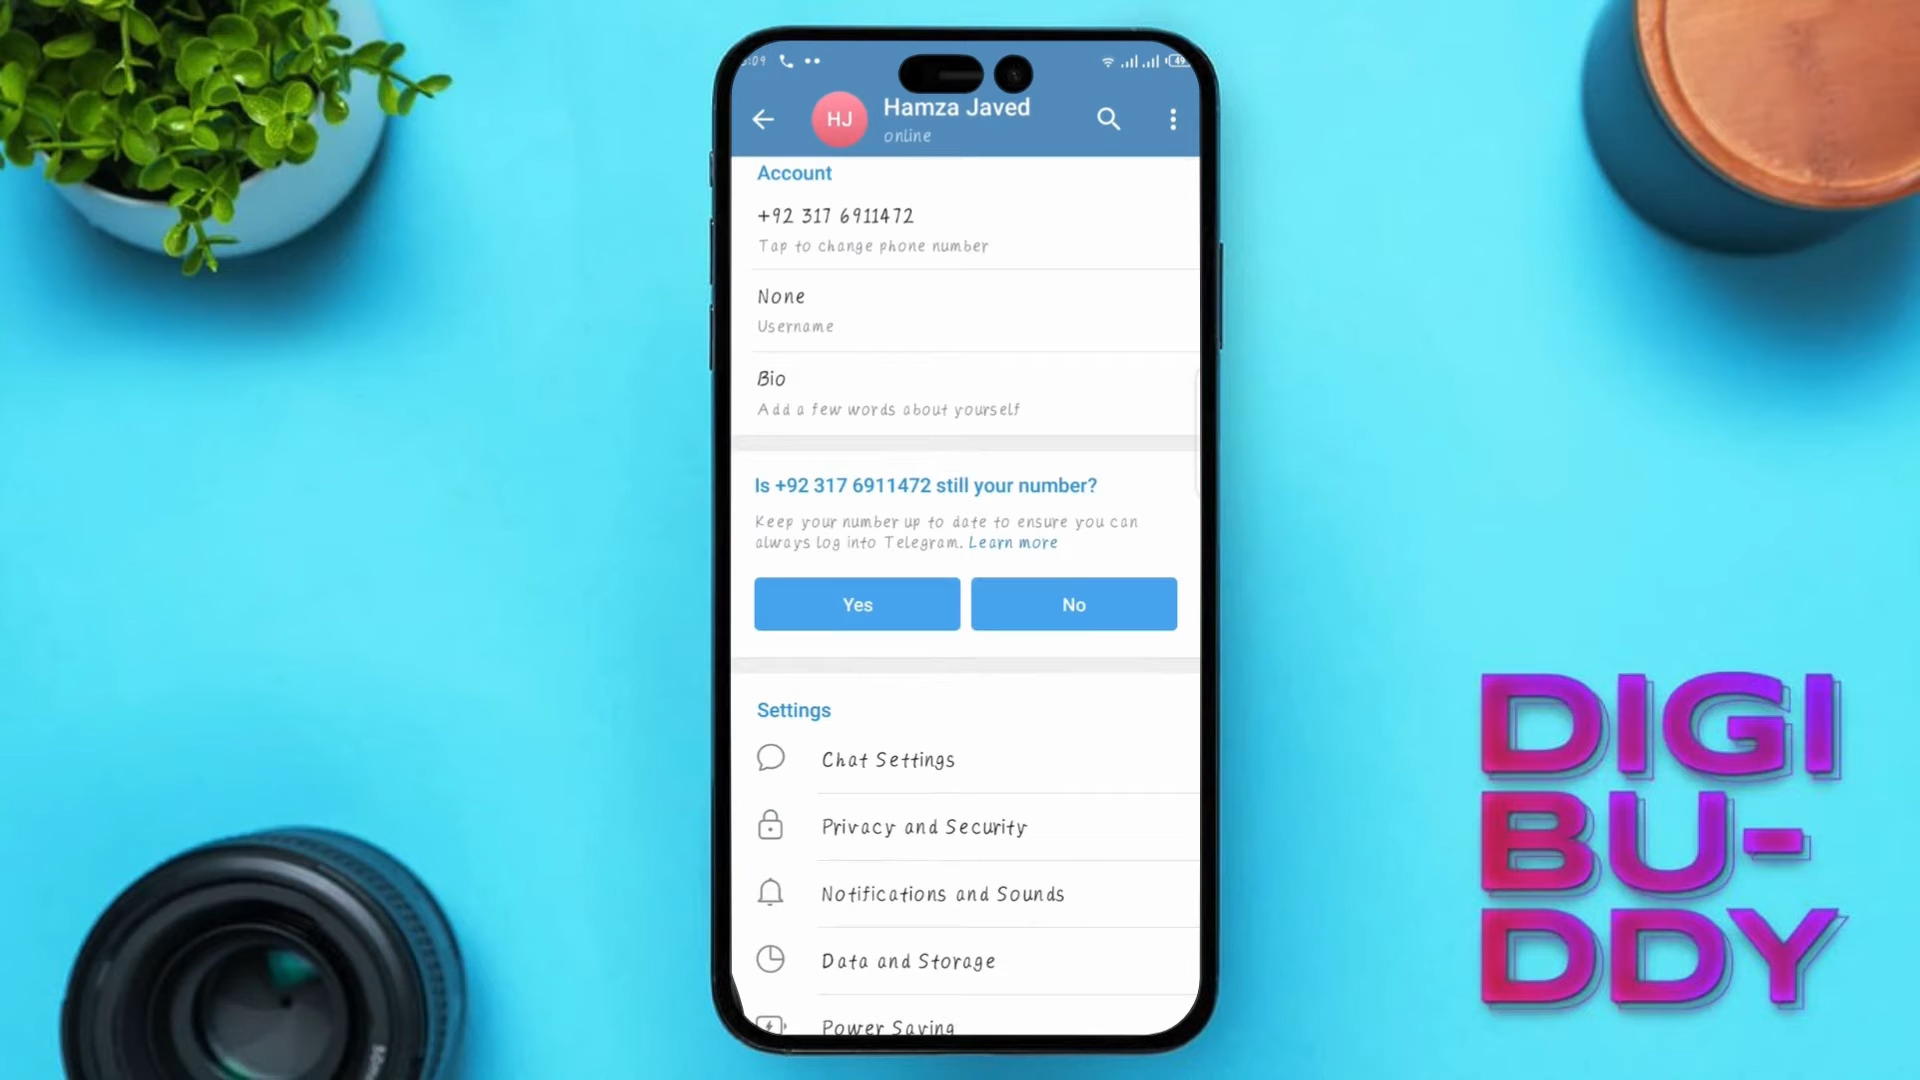 :09
49
HJ
Hamza Javed
online
Account
+92 317 6911472
Tap to change phone number
None
Username
Bio
Add a few words about yourself
Is +92 317 6911472 still your number?
Keep your number up to date to ensure you can
always log into Telegram. Learn more
Yes No
Settings
Chat Settings
Privacy and Security
Notifications and Sounds
Data and Storage
Power Saving
DIGI
BU-
DDY